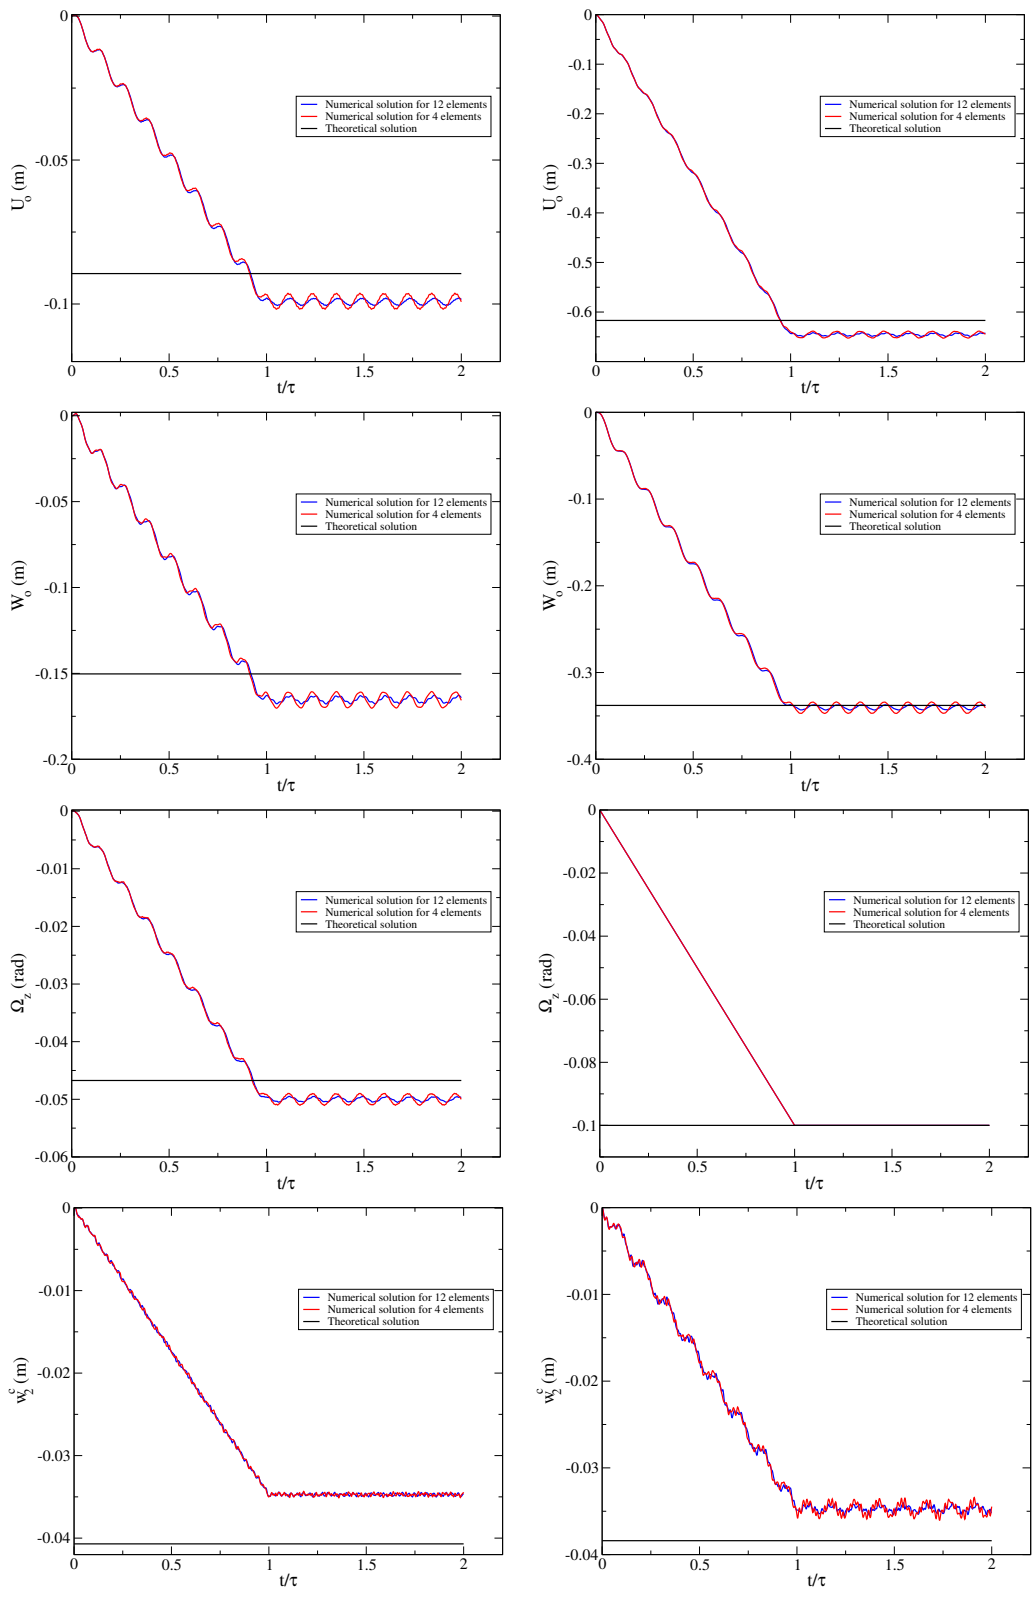 0
-0.05
-0.1
U_o (m)
Numerical solution for 12 elements
Numerical solution for 4 elements
Theoretical solution
0 0.5 1 1.5 2
t/τ
0
-0.1
-0.2
-0.3
-0.4
-0.5
-0.6
U_o (m)
Numerical solution for 12 elements
Numerical solution for 4 elements
Theoretical solution
0 0.5 1 1.5 2
t/τ
0
-0.05
-0.1
-0.15
-0.2
W_o (m)
Numerical solution for 12 elements
Numerical solution for 4 elements
Theoretical solution
0 0.5 1 1.5 2
t/τ
0
-0.1
-0.2
-0.3
-0.4
W_o (m)
Numerical solution for 12 elements
Numerical solution for 4 elements
Theoretical solution
0 0.5 1 1.5 2
t/τ
0
-0.01
-0.02
-0.03
-0.04
-0.05
-0.06
Ω_z (rad)
Numerical solution for 12 elements
Numerical solution for 4 elements
Theoretical solution
0 0.5 1 1.5 2
t/τ
0
-0.02
-0.04
-0.06
-0.08
-0.1
Ω_z (rad)
Numerical solution for 12 elements
Numerical solution for 4 elements
Theoretical solution
0 0.5 1 1.5 2
t/τ
0
-0.01
-0.02
-0.03
-0.04
w_2^c (m)
Numerical solution for 12 elements
Numerical solution for 4 elements
Theoretical solution
0 0.5 1 1.5 2
t/τ
0
-0.01
-0.02
-0.03
-0.04
w_2^c (m)
Numerical solution for 12 elements
Numerical solution for 4 elements
Theoretical solution
0 0.5 1 1.5 2
t/τ